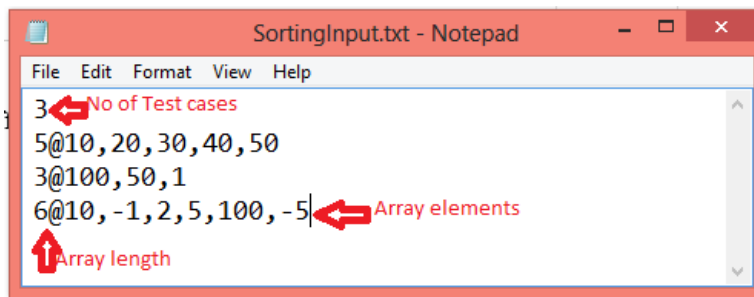 SortingInput.txt - Notepad
File Edit Format View Help
3 No of Test cases
5@10,20,30,40,50
3@100,50,1
6@10,-1,2,5,100,-5 Array elements
Array length